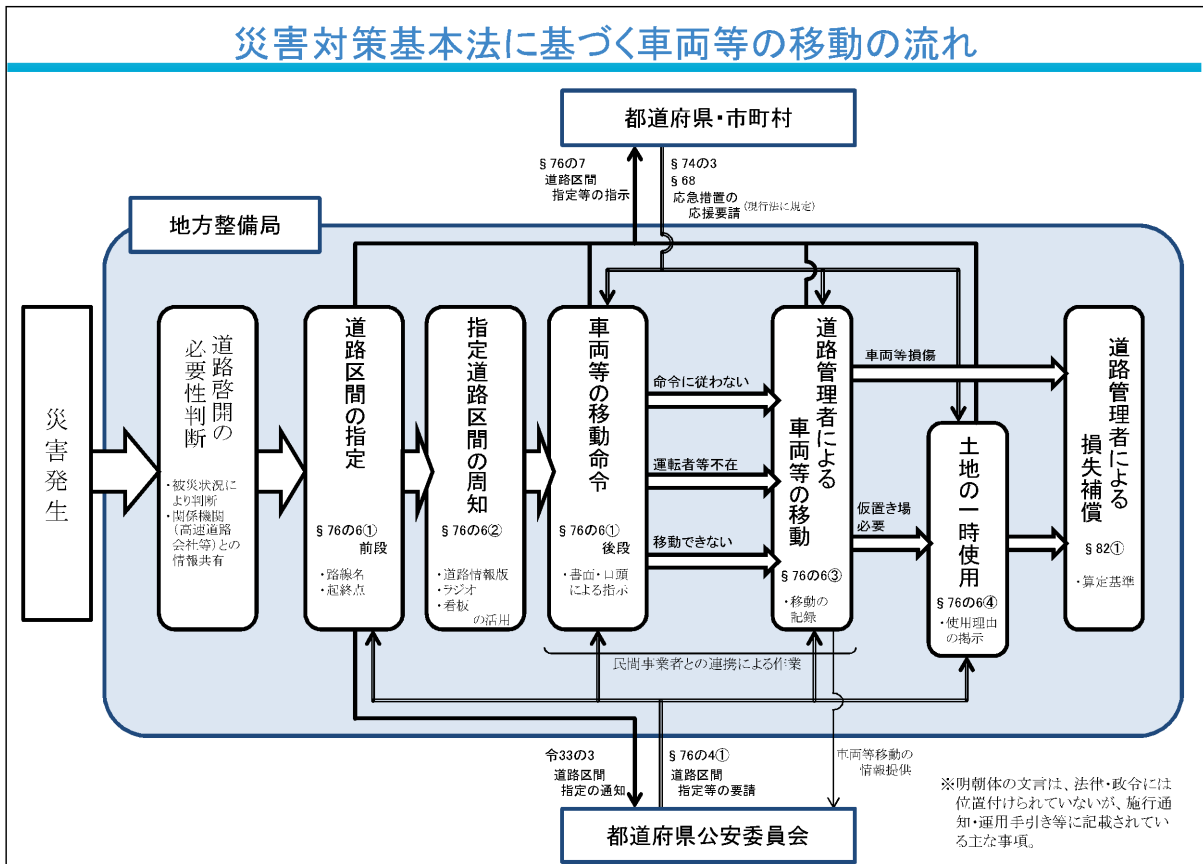 災害対策基本法に基づく車両等の移動の流れ
都道府県・市町村
§76の7
道路区間
指定等の指示
§74の3
§68
応急措置の
応援要請
(現行法に規定)
地方整備局
災害発生
道路啓開の
必要性判断
・被災状況に
より判断
・関係機関
(高速道路
会社等)との
情報共有
道路区間の指定
§76の6①
前段
・路線名
・起終点
指定道路区間の周知
§76の6②
・道路情報版
・ラジオ
・看板
の活用
車両等の移動命令
§76の6①
後段
・書面・口頭
による指示
命令に従わない
運転者等不在
移動できない
道路管理者による
車両等の移動
§76の6③
・移動の
記録
車両等損傷
仮置き場
必要
土地の一時使用
§76の6④
・使用理由
の掲示
道路管理者による
損失補償
§82①
・算定基準
民間事業者との連携による作業
令33の3
道路区間
指定の通知
§76の4①
道路区間
指定等の要請
車両等移動の
情報提供
都道府県公安委員会
※明朝体の文言は、法律・政令には
位置付けられていないが、施行通
知・運用手引き等に記載されてい
る主な事項。